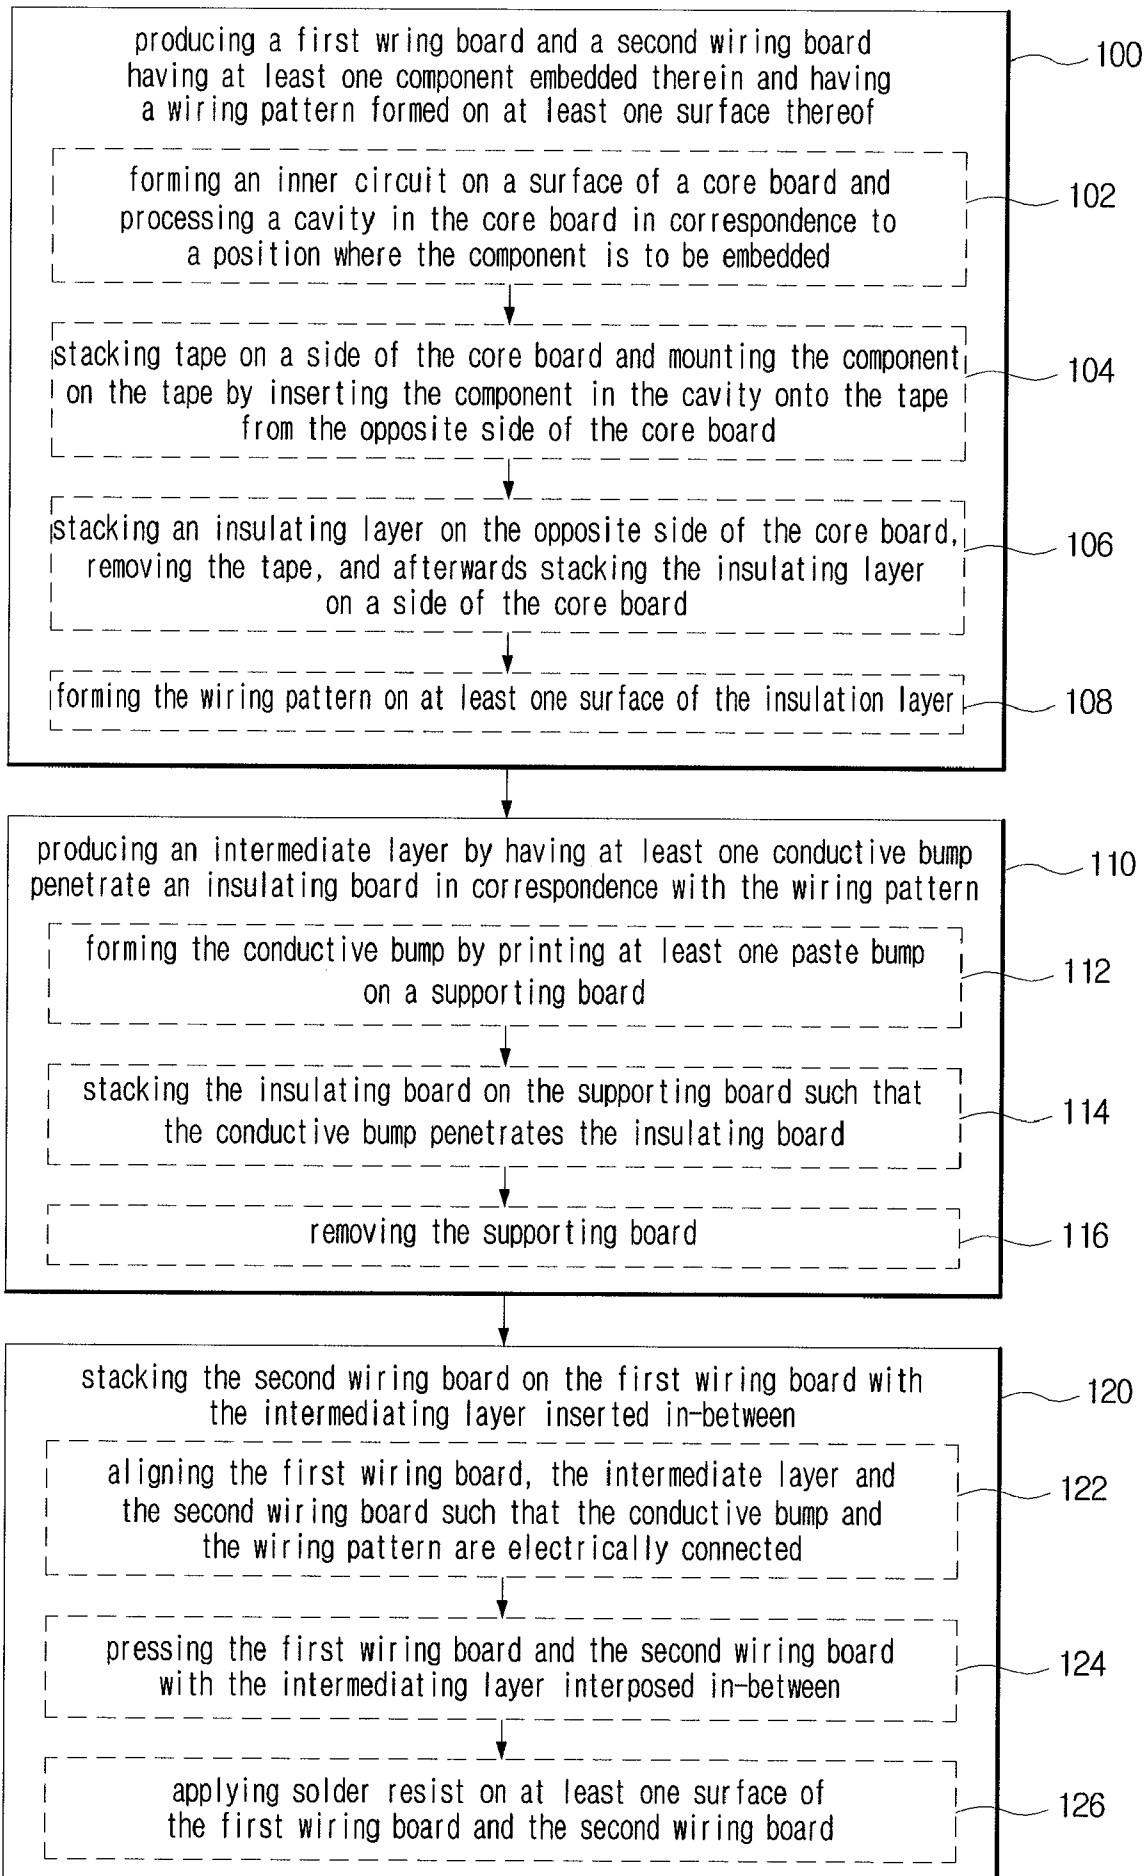 producing a first wring board and a second wiring board
having at least one component embedded therein and having
a wiring pattern formed on at least one surface thereof
100
forming an inner circuit on a surface of a core board and
processing a cavity in the core board in correspondence to
a position where the component is to be embedded
102
stacking tape on a side of the core board and mounting the component
on the tape by inserting the component in the cavity onto the tape
from the opposite side of the core board
104
stacking an insulating layer on the opposite side of the core board,
removing the tape, and afterwards stacking the insulating layer
on a side of the core board
106
forming the wiring pattern on at least one surface of the insulation layer
108
producing an intermediate layer by having at least one conductive bump
penetrate an insulating board in correspondence with the wiring pattern
110
forming the conductive bump by printing at least one paste bump
on a supporting board
112
stacking the insulating board on the supporting board such that
the conductive bump penetrates the insulating board
114
removing the supporting board
116
stacking the second wiring board on the first wiring board with
the intermediating layer inserted in-between
120
aligning the first wiring board, the intermediate layer and
the second wiring board such that the conductive bump and
the wiring pattern are electrically connected
122
pressing the first wiring board and the second wiring board
with the intermediating layer interposed in-between
124
applying solder resist on at least one surface of
the first wiring board and the second wiring board
126